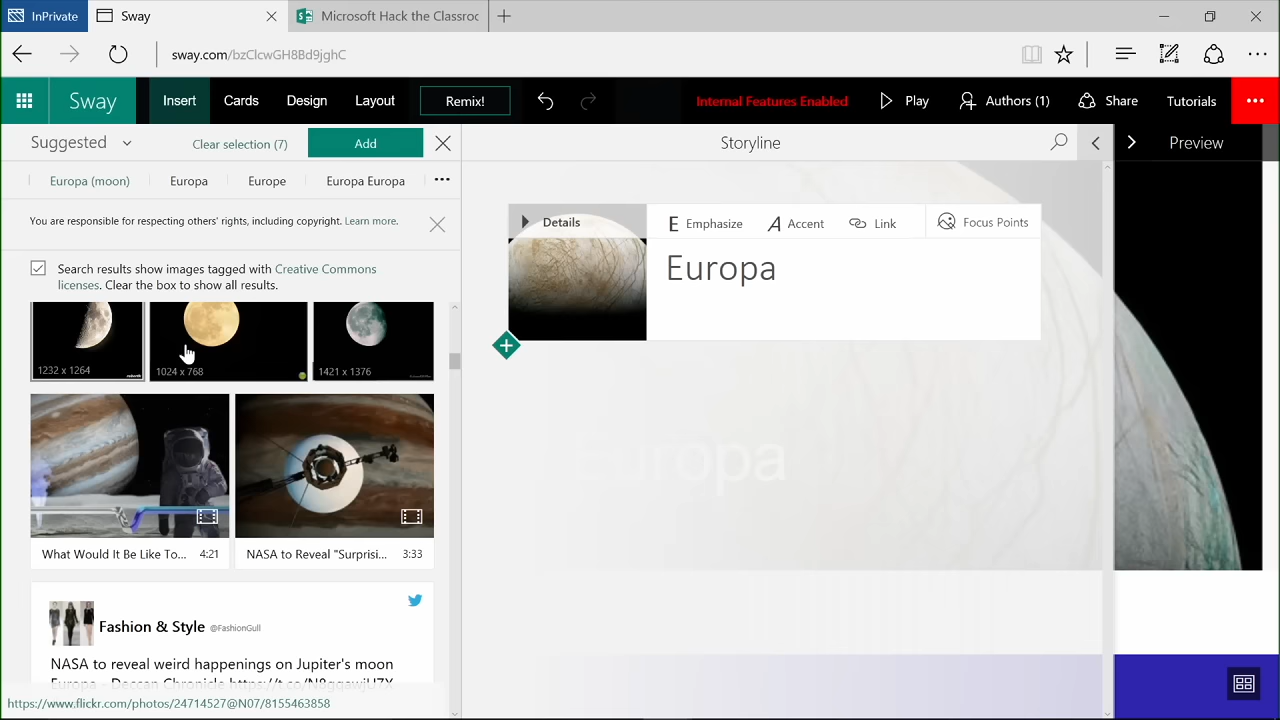 InPrivate
Sway
Microsoft Hack the Classroo
sway.com/bzClcwGH8Bd9jghC
Sway
Insert
Cards
Design
Layout
Remix!
Internal Features Enabled
Play
Authors (1)
Share
Tutorials
Suggested
Clear selection (7)
Add
Storyline
Preview
Europa (moon)
Europa
Europe
Europa Europa
You are responsible for respecting others' rights, including copyright. Learn more.
Search results show images tagged with Creative Commons
licenses. Clear the box to show all results.
Details
E Emphasize
A Accent
Link
Focus Points
Europa
1232 x 1264
1024 x 768
1421 x 1376
Europa
What Would It Be Like To...
4:21
NASA to Reveal "Surprisi...
3:33
Fashion & Style @FashionGull
NASA to reveal weird happenings on Jupiter's moon
Europa - Deccan Chronicle
https://www.flickr.com/photos/24714527@N07/8155463858